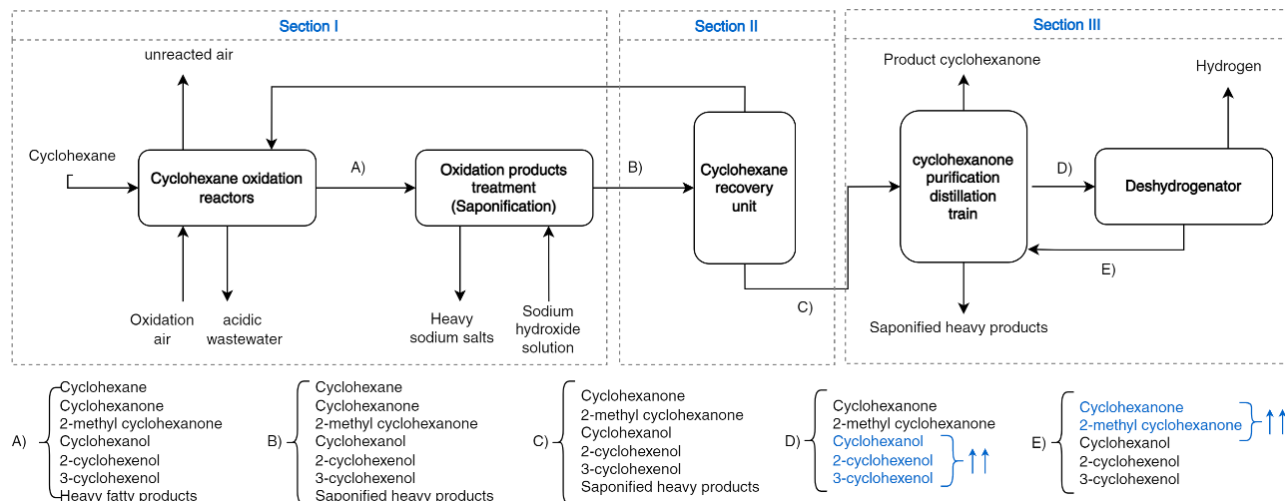 Section I
Section II
Section III
unreacted air
Product cyclohexanone
Hydrogen
Cyclohexane
Cyclohexane oxidation
reactors
A)
Oxidation products
treatment
(Saponification)
B)
Cyclohexane
recovery
unit
cyclohexanone
purification
distillation
train
D)
Deshydrogenator
E)
C)
Oxidation
air
acidic
wastewater
Heavy
sodium salts
Sodium
hydroxide
solution
Saponified heavy products
A)
Cyclohexane
Cyclohexanone
2-methyl cyclohexanone
Cyclohexanol
2-cyclohexenol
3-cyclohexenol
Heavy fatty products
B)
Cyclohexane
Cyclohexanone
2-methyl cyclohexanone
Cyclohexanol
2-cyclohexenol
3-cyclohexenol
Saponified heavy products
C)
Cyclohexanone
2-methyl cyclohexanone
Cyclohexanol
2-cyclohexenol
3-cyclohexenol
Saponified heavy products
D)
Cyclohexanone
2-methyl cyclohexanone
Cyclohexanol
2-cyclohexenol
3-cyclohexenol
E)
Cyclohexanone
2-methyl cyclohexanone
Cyclohexanol
2-cyclohexenol
3-cyclohexenol